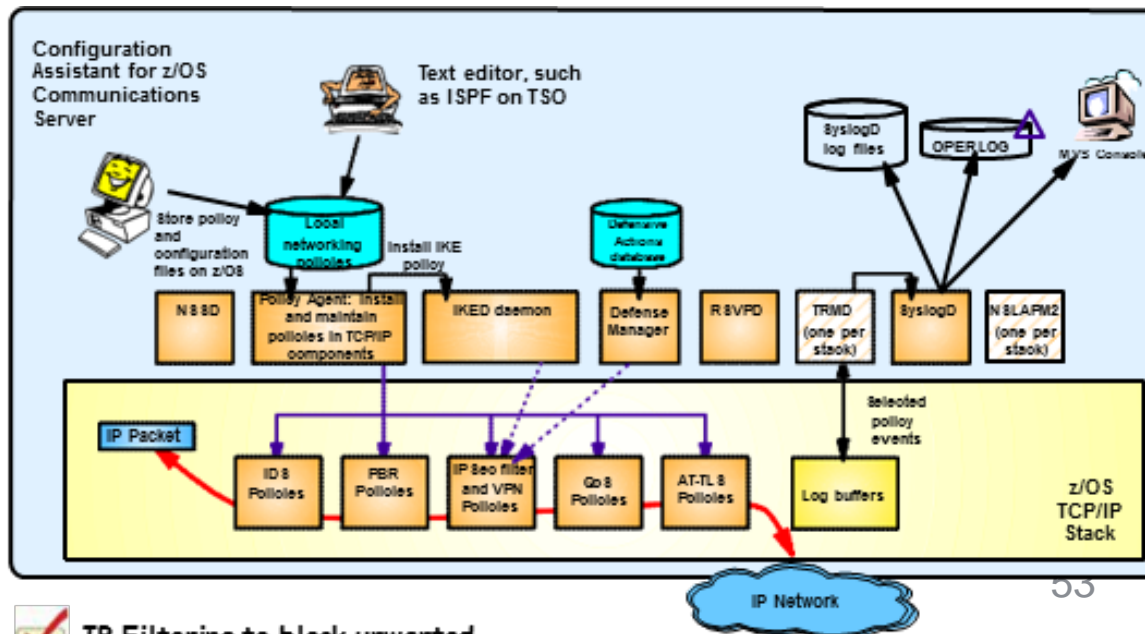 Configuration
Assistant for z/OS
Communications
Server
Text editor, such
as ISPF on TSO
SyslogD
log files
OPERLOG
MVS Console
Store policy
and
configuration
files on z/OS
Local
networking
policies
Install IKE
policy
Defensive
Actions
database
NSSD
Policy Agent: Install
and maintain
policies in TCP/IP
components
IKED daemon
Defense
Manager
RSVPD
TRMD
(one per
stack)
SyslogD
NSLAPM2
(one per
stack)
Selected
policy
events
IP Packet
IDS
Policies
PBR
Policies
IP Sec filter
and VPN
Policies
QoS
Policies
AT-TLS
Policies
Log buffers
z/OS
TCP/IP
Stack
IP Network
53
IP Filtering to block unwanted